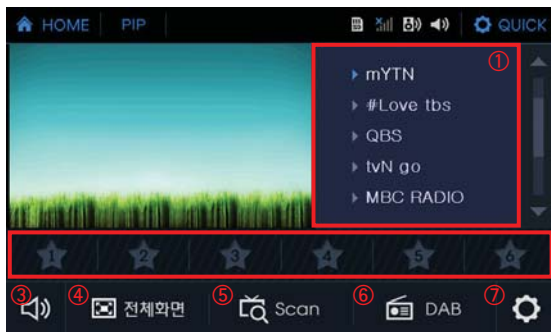 HOME PIP QUICK
①
mYTN
#Love tbs
QBS
tvN go
MBC RADIO
1 2 3 4 5 6
③ ④ 전체화면 ⑤ Scan ⑥ DAB ⑦